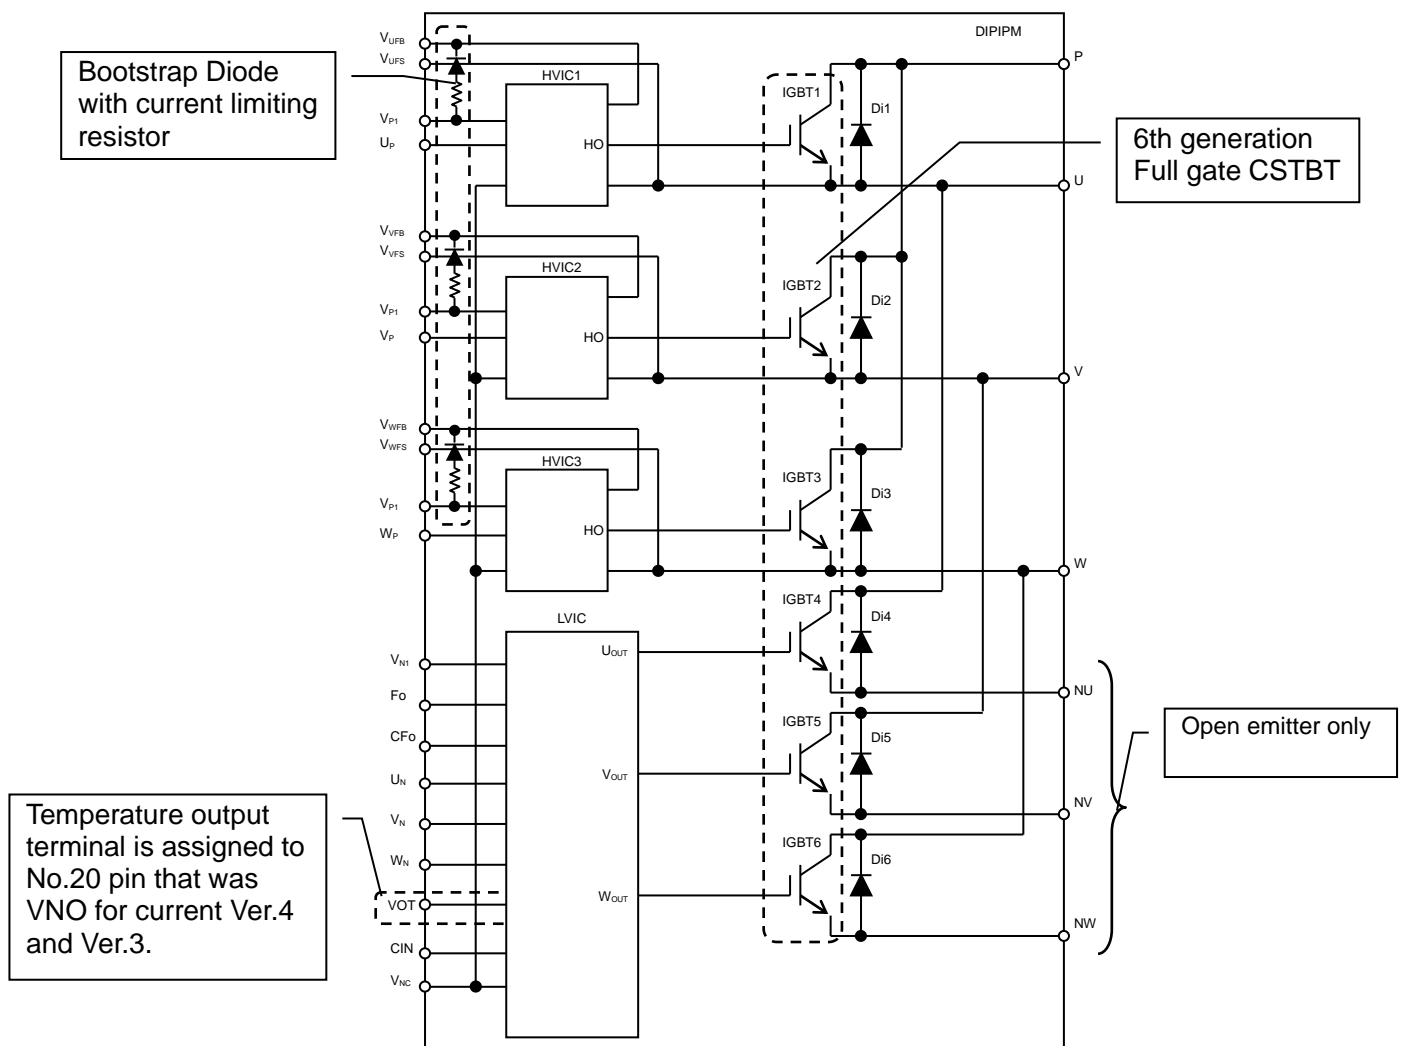 DIPIPM
Bootstrap Diode
with current limiting
resistor
VUFB
VUFS
VP1
UP
HVIC1
HO
IGBT1
Di1
P
U
6th generation
Full gate CSTBT
VVFB
VVFS
VP1
VP
HVIC2
HO
IGBT2
Di2
V
VWFB
VWFS
VP1
WP
HVIC3
HO
IGBT3
Di3
W
LVIC
UOUT
VOUT
WOUT
IGBT4
Di4
NU
IGBT5
Di5
NV
IGBT6
Di6
NW
Open emitter only
VN1
Fo
CFo
UN
VN
WN
VOT
CIN
VNC
Temperature output
terminal is assigned to
No.20 pin that was
VNO for current Ver.4
and Ver.3.